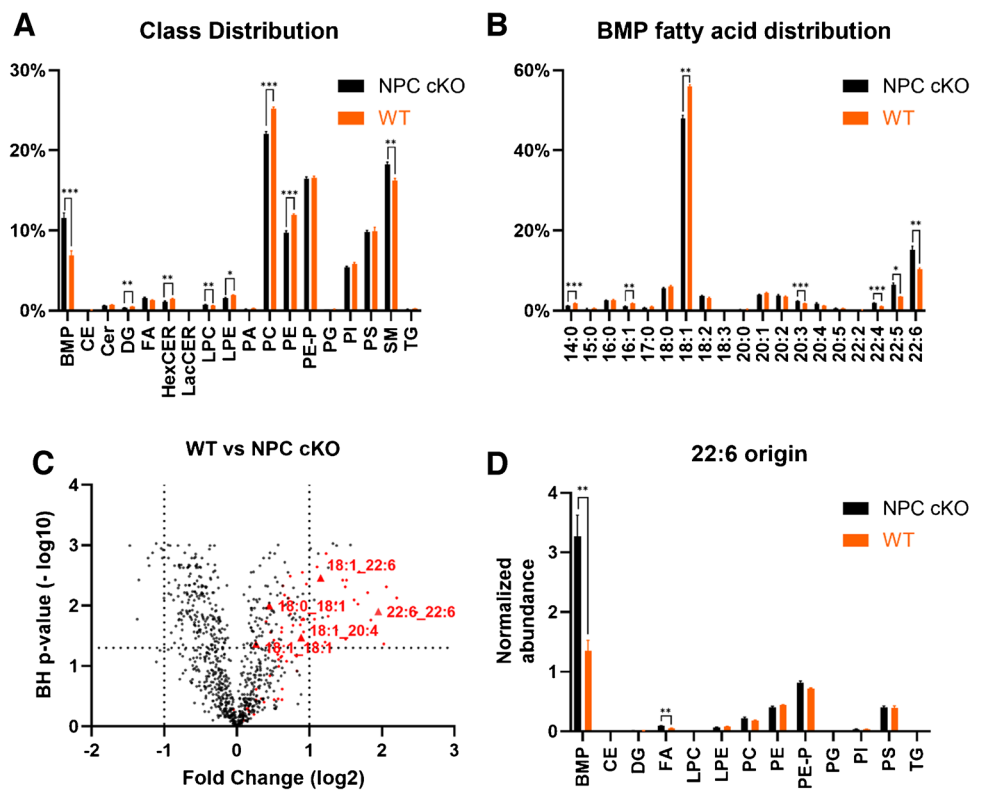 A
Class Distribution
30%
20%
10%
0%
***
**
**
**
*
***
***
**
NPC cKO
WT
BMP
CE
Cer
DG
FA
HexCER
LacCER
LPC
LPE
PA
PC
PE
PE-P
PG
PI
PS
SM
TG
B
BMP fatty acid distribution
60%
40%
20%
0%
***
**
**
***
***
*
**
NPC cKO
WT
14:0
15:0
16:0
16:1
17:0
18:0
18:1
18:2
18:3
20:0
20:1
20:2
20:3
20:4
20:5
22:2
22:4
22:5
22:6
C
WT vs NPC cKO
BH p-value (- log10)
4
3
2
1
0
18:1_22:6
18:0_18:1
22:6_22:6
18:1_20:4
18:1_18:1
-2
-1
0
1
2
3
Fold Change (log2)
D
22:6 origin
Normalized
abundance
4
3
2
1
0
**
**
NPC cKO
WT
BMP
CE
DG
FA
LPC
LPE
PC
PE
PE-P
PG
PI
PS
TG